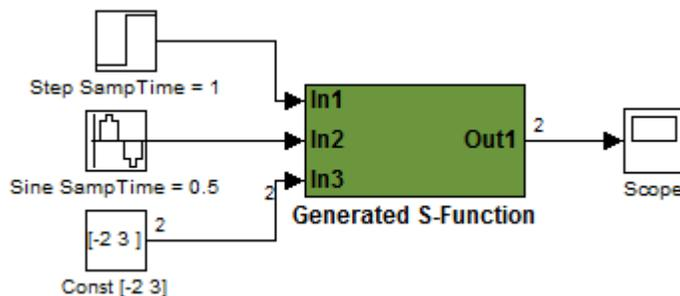 Step SampTime = 1
In1
In2
Out1
2
Sine SampTime = 0.5
2
In3
Scope
Generated S-Function
[-2 3 ]
2
Const [-2 3]